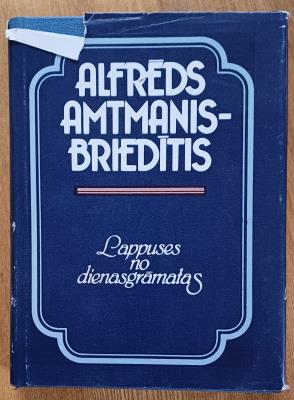 ALFRĒDS
AMTMANIS-
BRIEDĪTIS
Lappuses
no
dienasgrāmatas